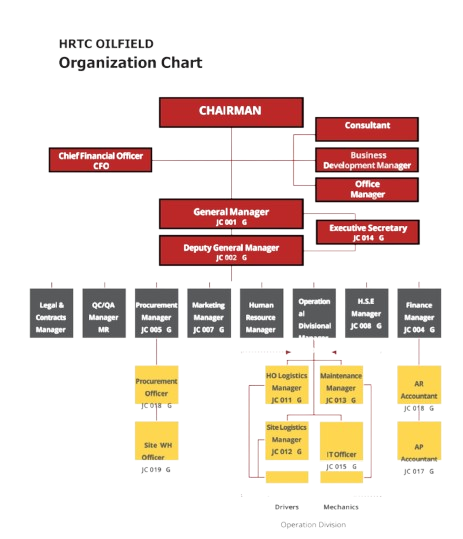 HRTC OILFIELD
Organization Chart
CHAIRMAN
Consultant
Chief Financial Officer
CFO
Business
Development Manager
Office
Manager
General Manager
JC 001 G
Executive Secretary
JC 014 G
Deputy General Manager
JC 002 G
Legal &
Contracts
Manager
QC/QA
Manager
MR
Procurement
Manager
JC 005 G
Marketing
Manager
JC 007 G
Human
Resource
Manager
Operation
al
Divisional
Manager
H.S.E
Manager
JC 008 G
Finance
Manager
JC 004 G
Procurement
Officer
JC 018 G
HO Logistics
Manager
JC 011 G
Maintenance
Manager
JC 013 G
AR
Accountant
JC 018 G
Site WH
Officer
JC 019 G
Site Logistics
Manager
JC 012 G
IT Officer
JC 015 G
AP
Accountant
JC 017 G
Drivers
Mechanics
Operation Division